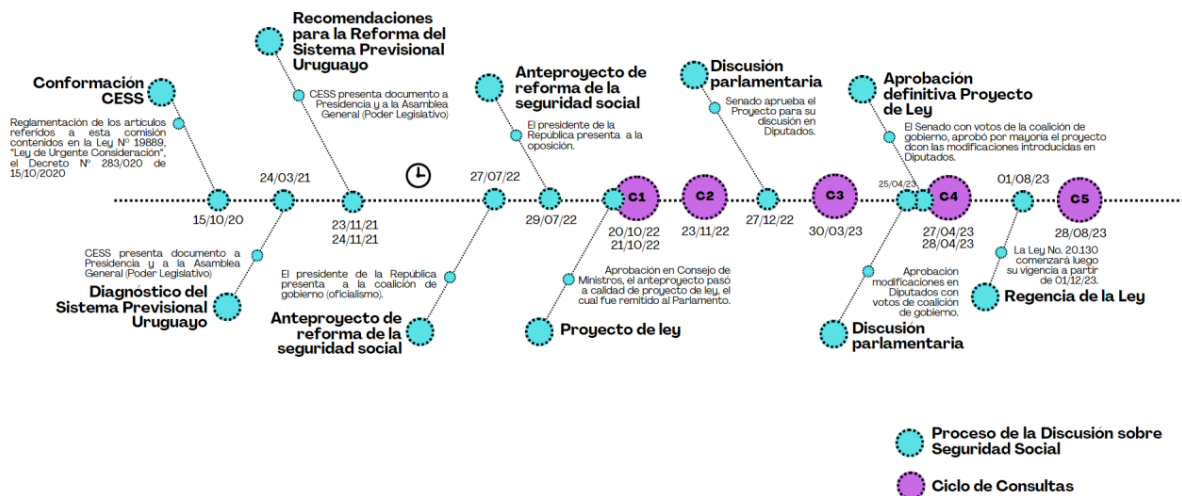 Conformación
CESS
Reglamentación de los artículos
referidos a esta comisión
contenidos en la Ley Nº 19889,
"Ley de Urgente Consideración",
el Decreto Nº 283/020 de
15/10/2020
15/10/20
24/03/21
CESS presenta documento a
Presidencia y a la Asamblea
General (Poder Legislativo)
Diagnóstico del
Sistema Previsional
Uruguayo
Recomendaciones
para la Reforma del
Sistema Previsional
Uruguayo
CESS presenta documento a
Presidencia y a la Asamblea
General (Poder Legislativo)
23/11/21
24/11/21
27/07/22
El presidente de la República
presenta a la coalición de
gobierno (oficialismo).
Anteproyecto de
reforma de la
seguridad social
Anteproyecto de
reforma de la
seguridad social
El presidente de la
República presenta a la
oposición.
29/07/22
C1
20/10/22
21/10/22
Aprobación en Consejo de
Ministros, el anteproyecto pasó
a calidad de proyecto de ley, el
cual fue remitido al Parlamento.
Proyecto de ley
C2
23/11/22
Discusión
parlamentaria
Senado aprueba el
Proyecto para su
discusión en
Diputados.
27/12/22
C3
30/03/23
25/04/23
Aprobación
modificaciones en
Diputados con
votos de coalición
de gobierno.
Discusión
parlamentaria
Aprobación
definitiva Proyecto
de Ley
El Senado con votos de la coalición de
gobierno, aprobó por mayoría el proyecto
dcon las modificaciones introducidas en
Diputados.
C4
27/04/23
28/04/23
01/08/23
La Ley No. 20.130
comenzará luego
su vigencia a partir
de 01/12/23.
Regencia de la Ley
C5
28/08/23
Proceso de la Discusión sobre
Seguridad Social
Ciclo de Consultas